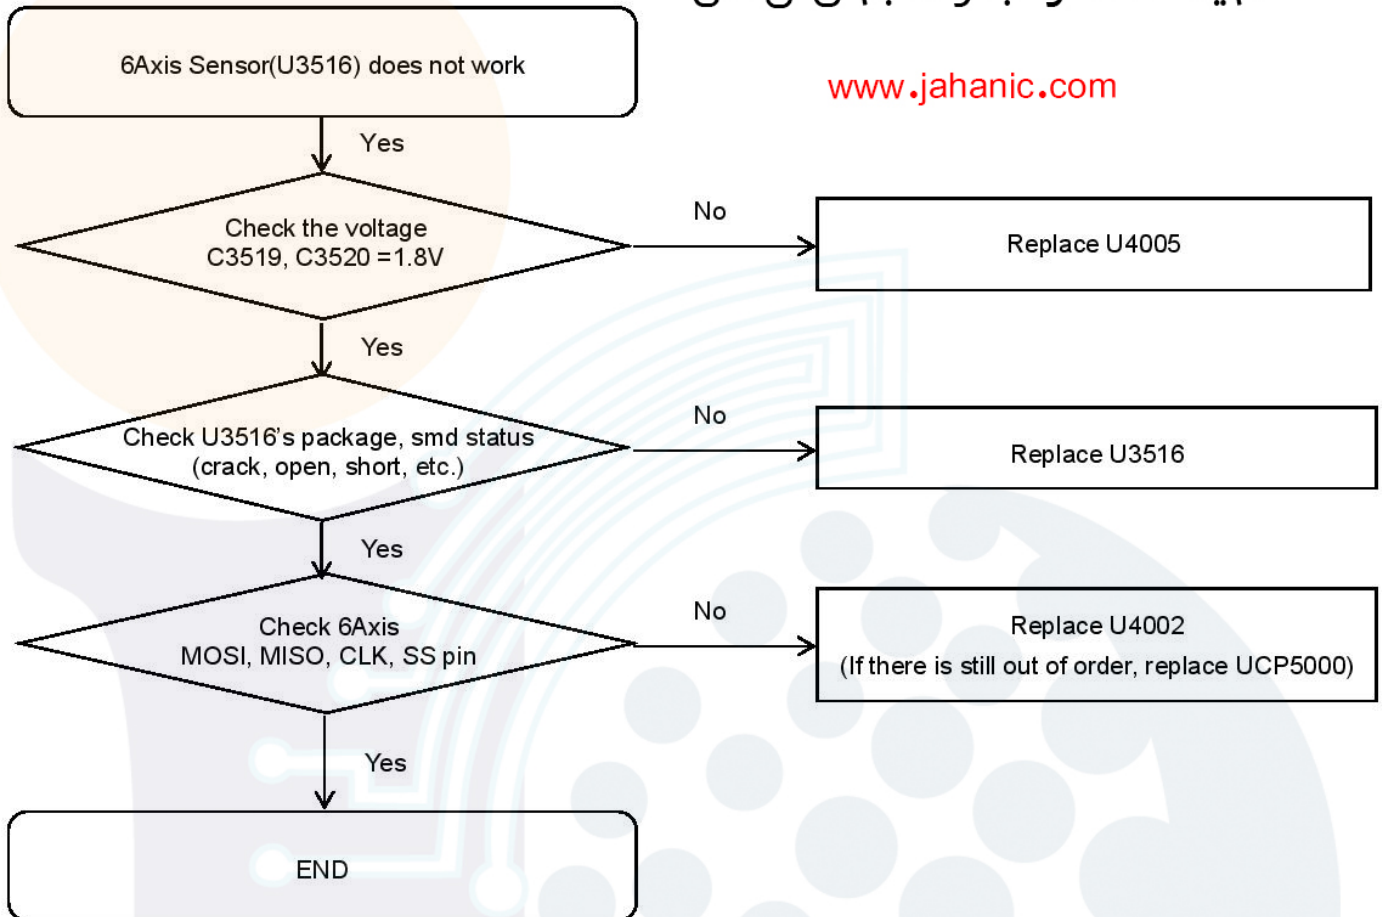 6Axis Sensor(U3516) does not work
www.jahanic.com
Yes
Check the voltage
C3519, C3520 =1.8V
No
Replace U4005
Yes
Check U3516's package, smd status
(crack, open, short, etc.)
No
Replace U3516
Yes
Check 6Axis
MOSI, MISO, CLK, SS pin
No
Replace U4002
(If there is still out of order, replace UCP5000)
Yes
END